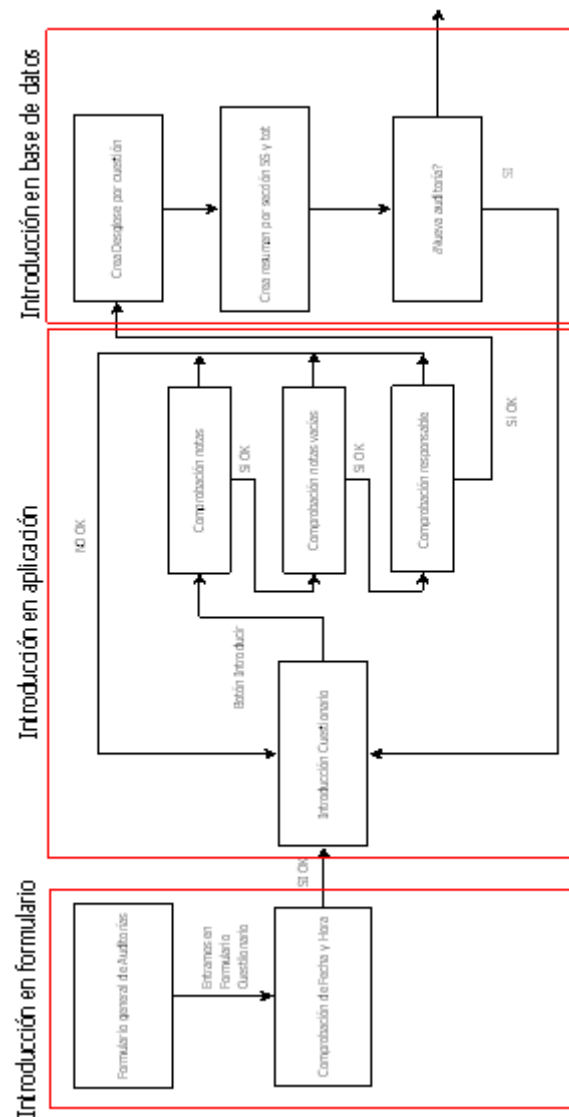 Introducción en formulario
Formulario general de Auditorías
Entramos en
Formulario
Cuestionario
Comprobación de Fecha y Hora
SI OK
Introducción en aplicación
Introducción Cuestionario
Botón Introducir
NO OK
Comprobación notas
SI OK
Comprobación notas vacías
SI OK
Comprobación responsable
SI OK
Introducción en base de datos
Crea Desglose por cuestión
Crea resumen por sección SS y tot
¿Nueva auditoría?
SI